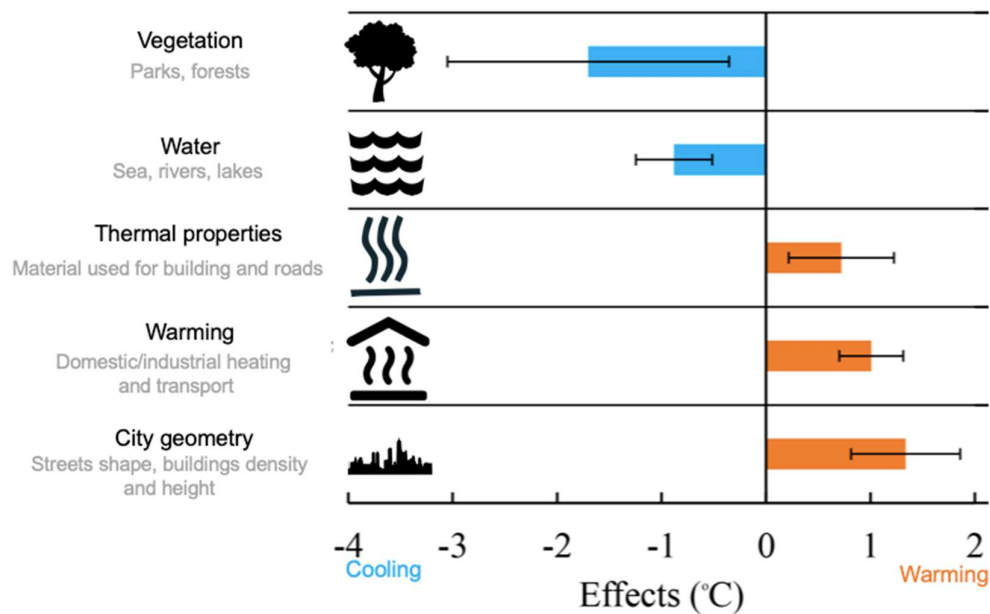 Vegetation
Parks, forests
Water
Sea, rivers, lakes
Thermal properties
Material used for building and roads
Warming
Domestic/industrial heating
and transport
City geometry
Streets shape, buildings density
and height
-4 -3 -2 -1 0 1 2
Cooling
Warming
Effects (°C)